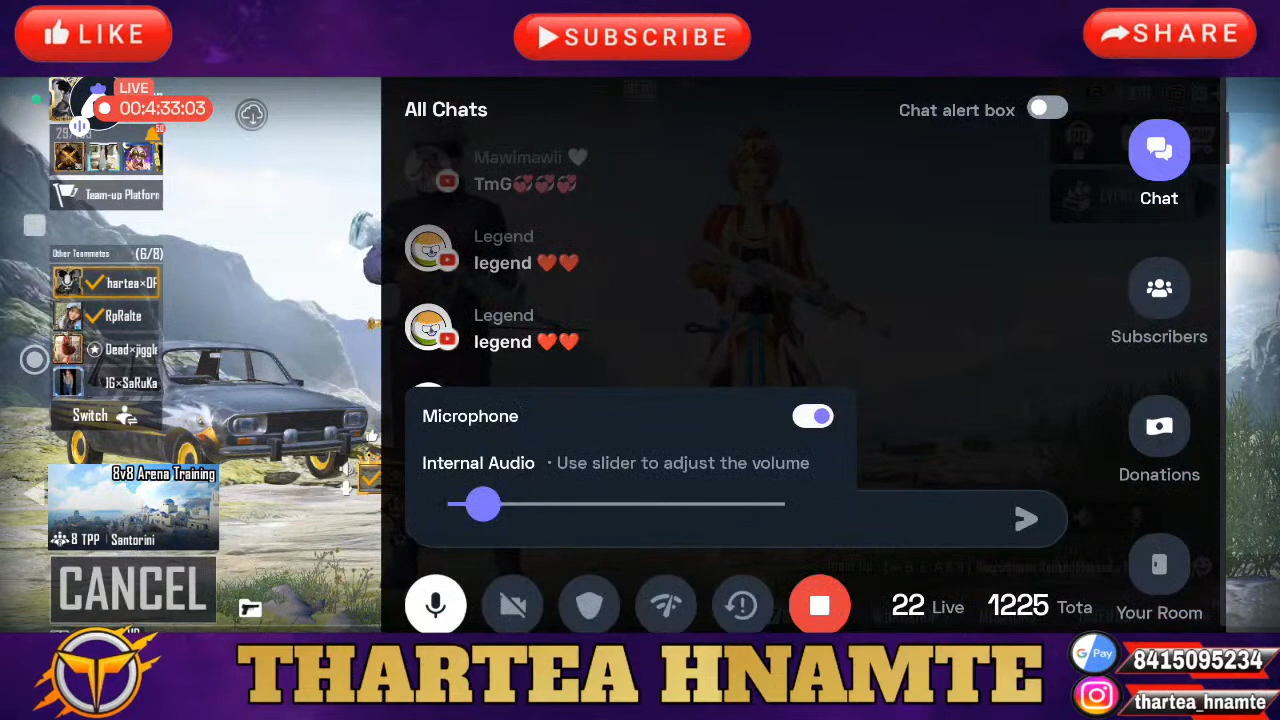 LIKE
SUBSCRIBE
SHARE
LIVE
00:4:33:03
Team-up Platform
Other Teammates (6/8)
hartea×OF
RpRalte
Dead×jiggle
]G×SaRuKa
Switch
8v8 Arena Training
8 TPP | Santorini
CANCEL
All Chats
Chat alert box
Mawimawii 🤍
TmG💞💞💞
Legend
legend ❤️❤️
Legend
legend ❤️❤️
Microphone
Internal Audio · Use slider to adjust the volume
22 Live 1225 Tota
Chat
Subscribers
Donations
Your Room
THARTEA HNAMTE
G Pay 8415095234
thartea_hnamte